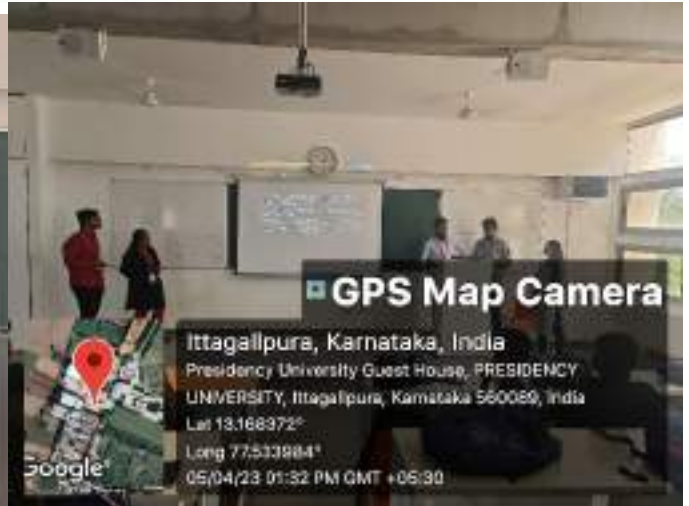 GPS Map Camera
Ittagallpura, Karnataka, India
Presidency University Guest House, PRESIDENCY
UNIVERSITY, Ittagallpura, Karnataka 560089, India
Lat 13.168372°
Long 77.533984°
05/04/23 01:32 PM GMT +05:30
Google